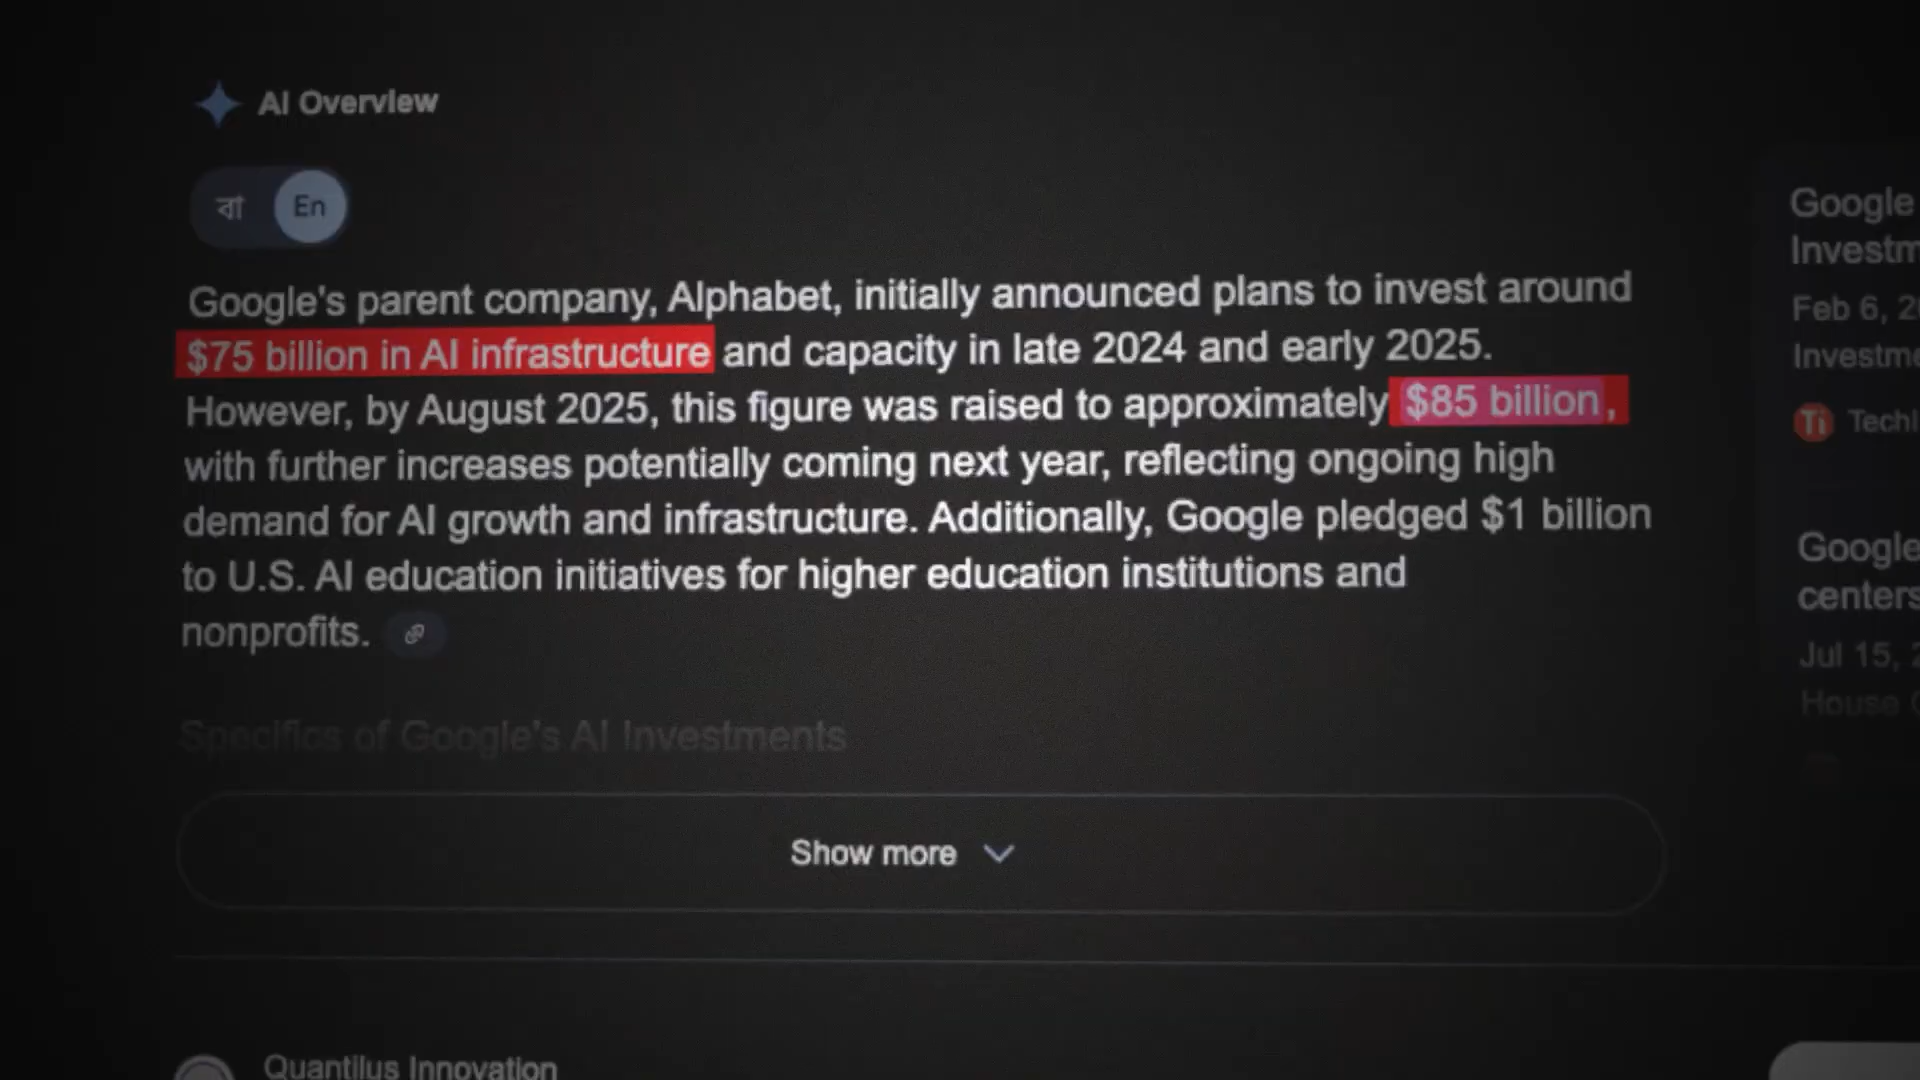 AI Overview
বা En
Google's parent company, Alphabet, initially announced plans to invest around
$75 billion in AI infrastructure and capacity in late 2024 and early 2025.
However, by August 2025, this figure was raised to approximately $85 billion,
with further increases potentially coming next year, reflecting ongoing high
demand for AI growth and infrastructure. Additionally, Google pledged $1 billion
to U.S. AI education initiatives for higher education institutions and
nonprofits.
Specifics of Google's AI Investments
Show more
Quantilus Innovation
Google
Feb 6,
Google
centers
Jul 15,
House